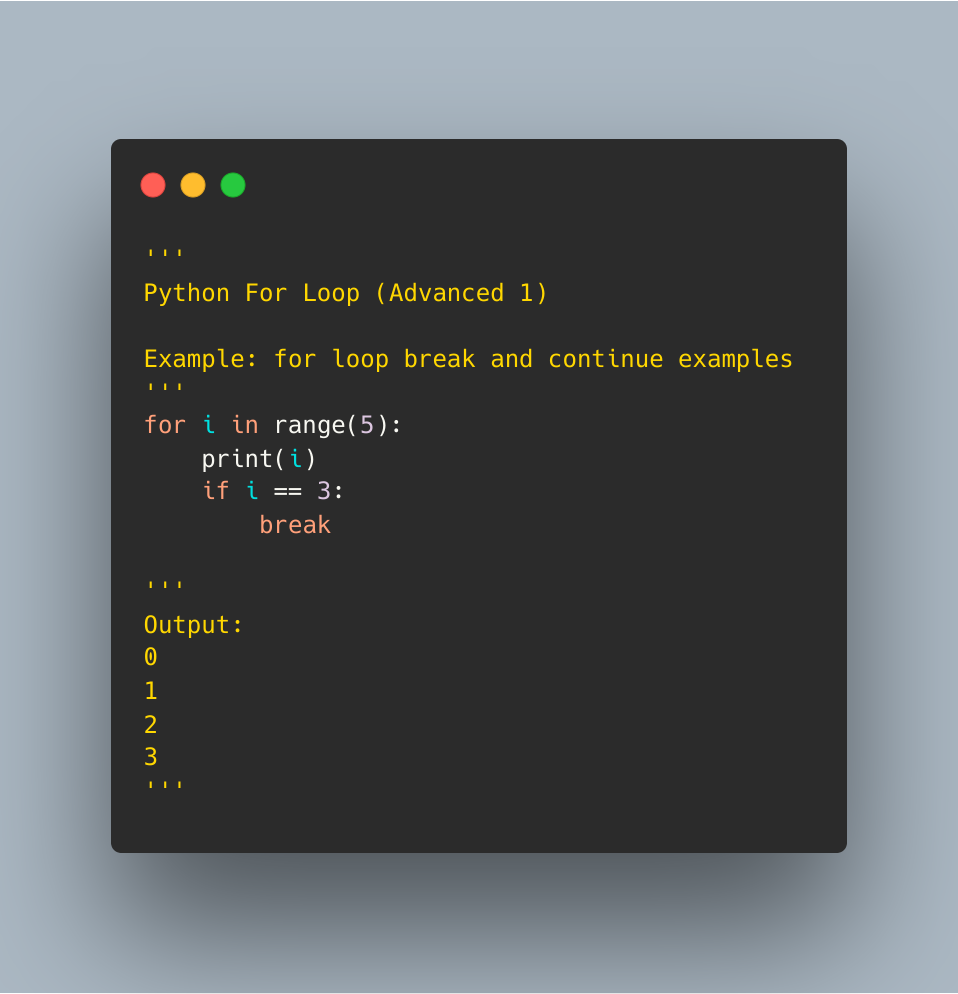 '''
Python For Loop (Advanced 1)

Example: for loop break and continue examples
'''
for i in range(5):
    print(i)
    if i == 3:
        break

'''
Output:
0
1
2
3
'''